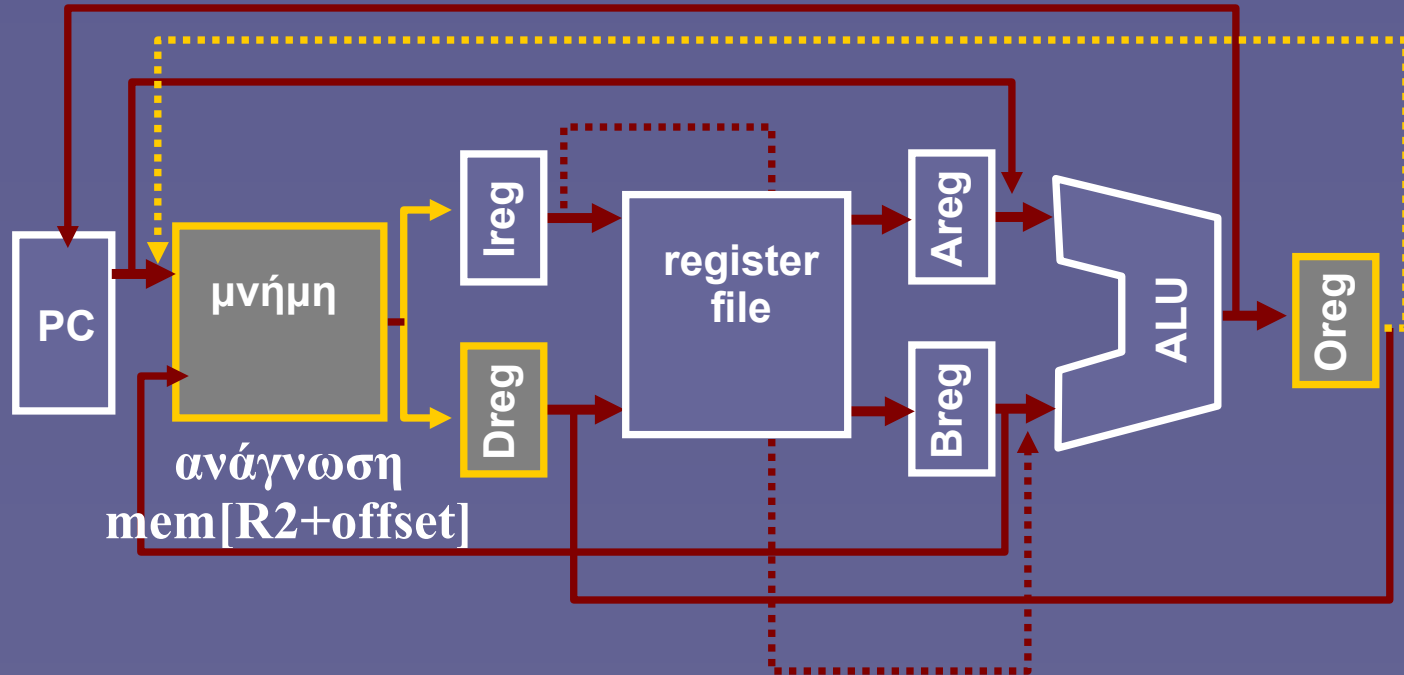 PC
μνήμη
ανάγνωση
mem[R2+offset]
Ireg
Dreg
register
file
Areg
Breg
ALU
Oreg